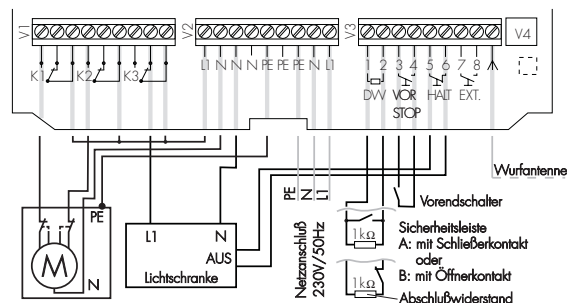 V1
V2
V3
V4
K1
K2
K3
L1 N N N PE PE PE N L1
1 2 3 4 5 6 7 8
DW VOR HALT EXT.
STOP
Wurfantenne
PE
N
L1
Netzanschluß
230V/50Hz
Vorendschalter
PE
M
N
L1 N
AUS
Lichtschranke
1kΩ
Sicherheitsleiste
A: mit Schließerkontakt
oder
B: mit Öffnerkontakt
1kΩ
Abschlußwiderstand